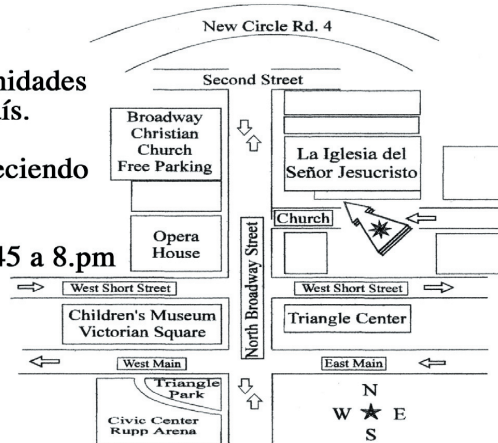 New Circle Rd. 4
Second Street
nidades
ís.
eciendo
45 a 8.pm
Broadway
Christian
Church
Free Parking
La Iglesia del
Señor Jesucristo
Church
Opera
House
North Broadway Street
West Short Street
West Short Street
Children's Museum
Victorian Square
Triangle Center
West Main
East Main
Triangle
Park
Civic Center
Rupp Arena
N
W E
S